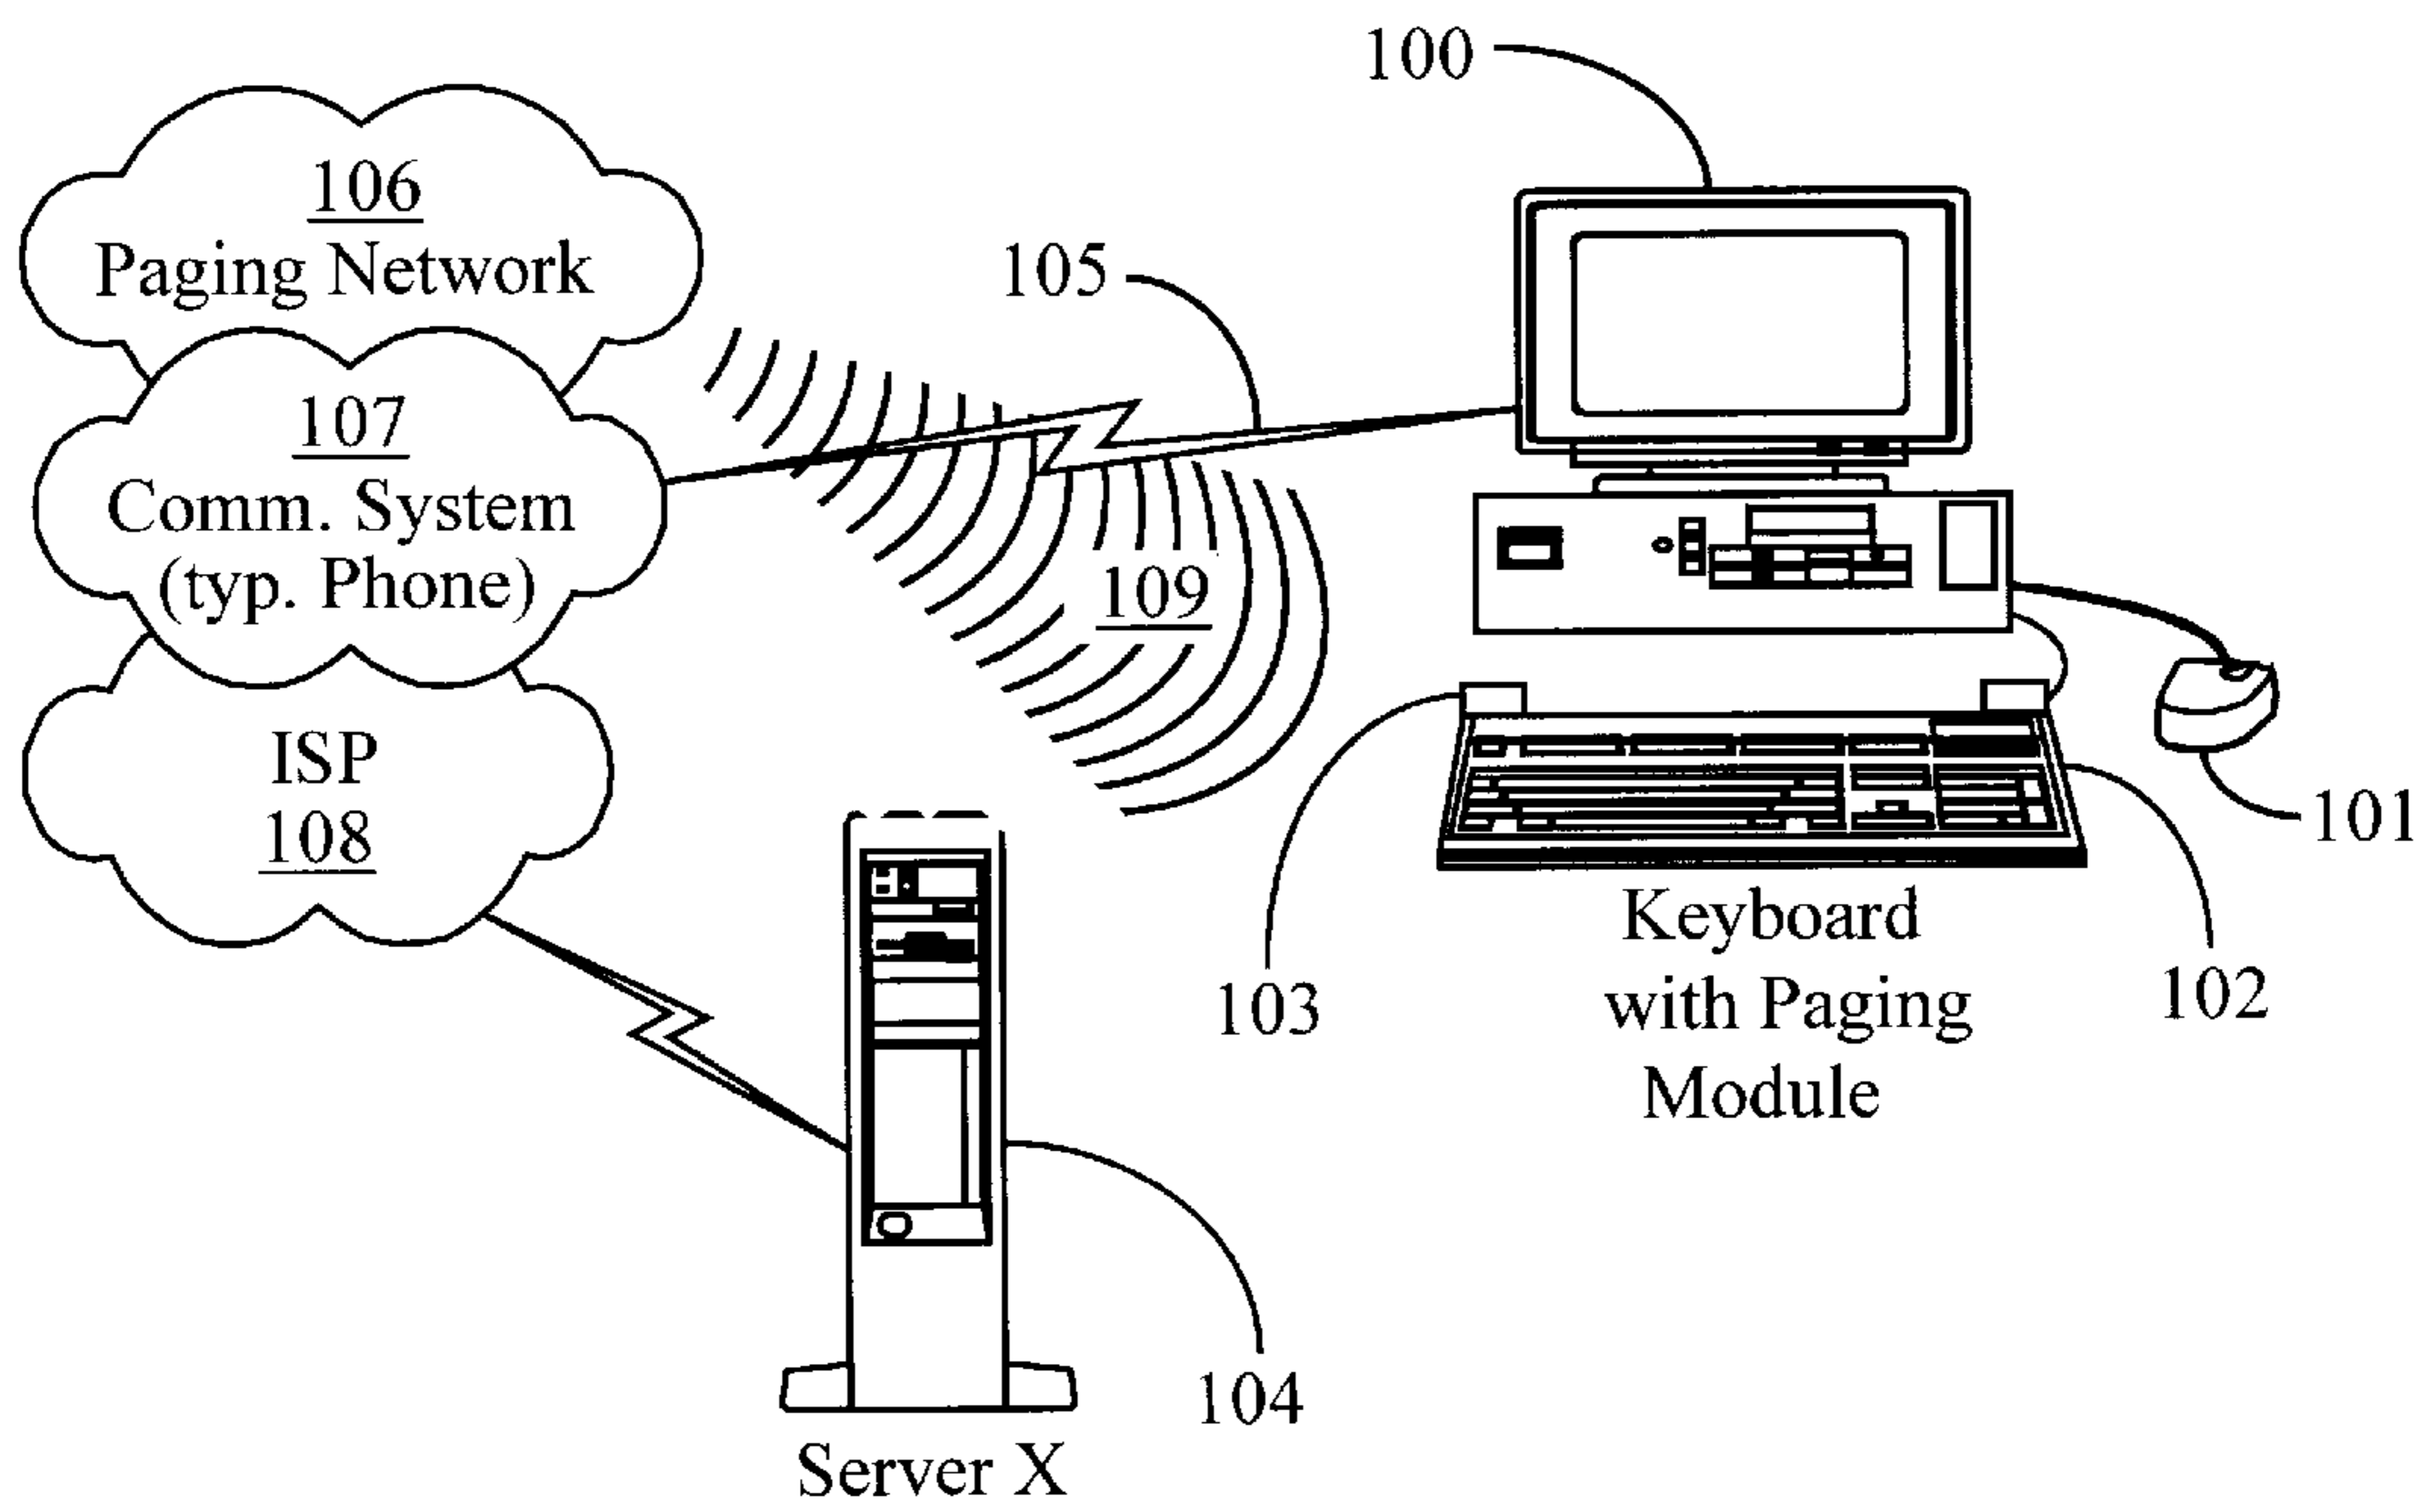 100
106
Paging Network
105
107
Comm. System
(typ. Phone)
109
ISP
108
101
Keyboard
with Paging
Module
102
103
104
Server X